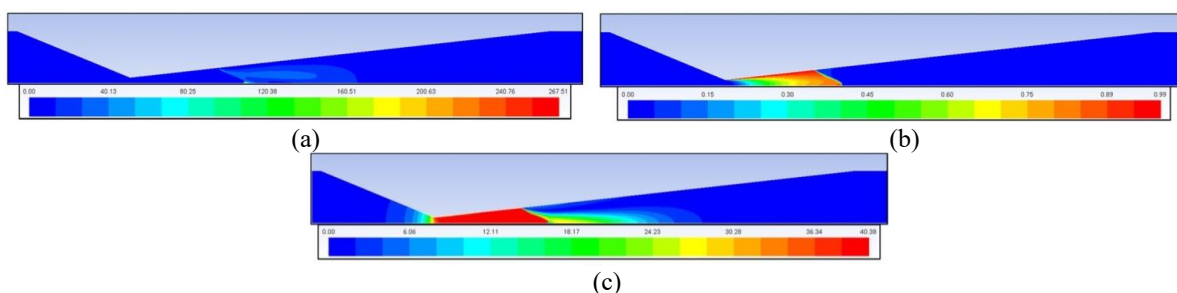 0.00 40.13 80.25 120.38 160.51 200.63 240.76 267.51
(a)
0.00 0.15 0.30 0.45 0.60 0.75 0.89 0.99
(b)
0.00 6.06 12.11 18.17 24.23 30.28 36.34 40.38
(c)